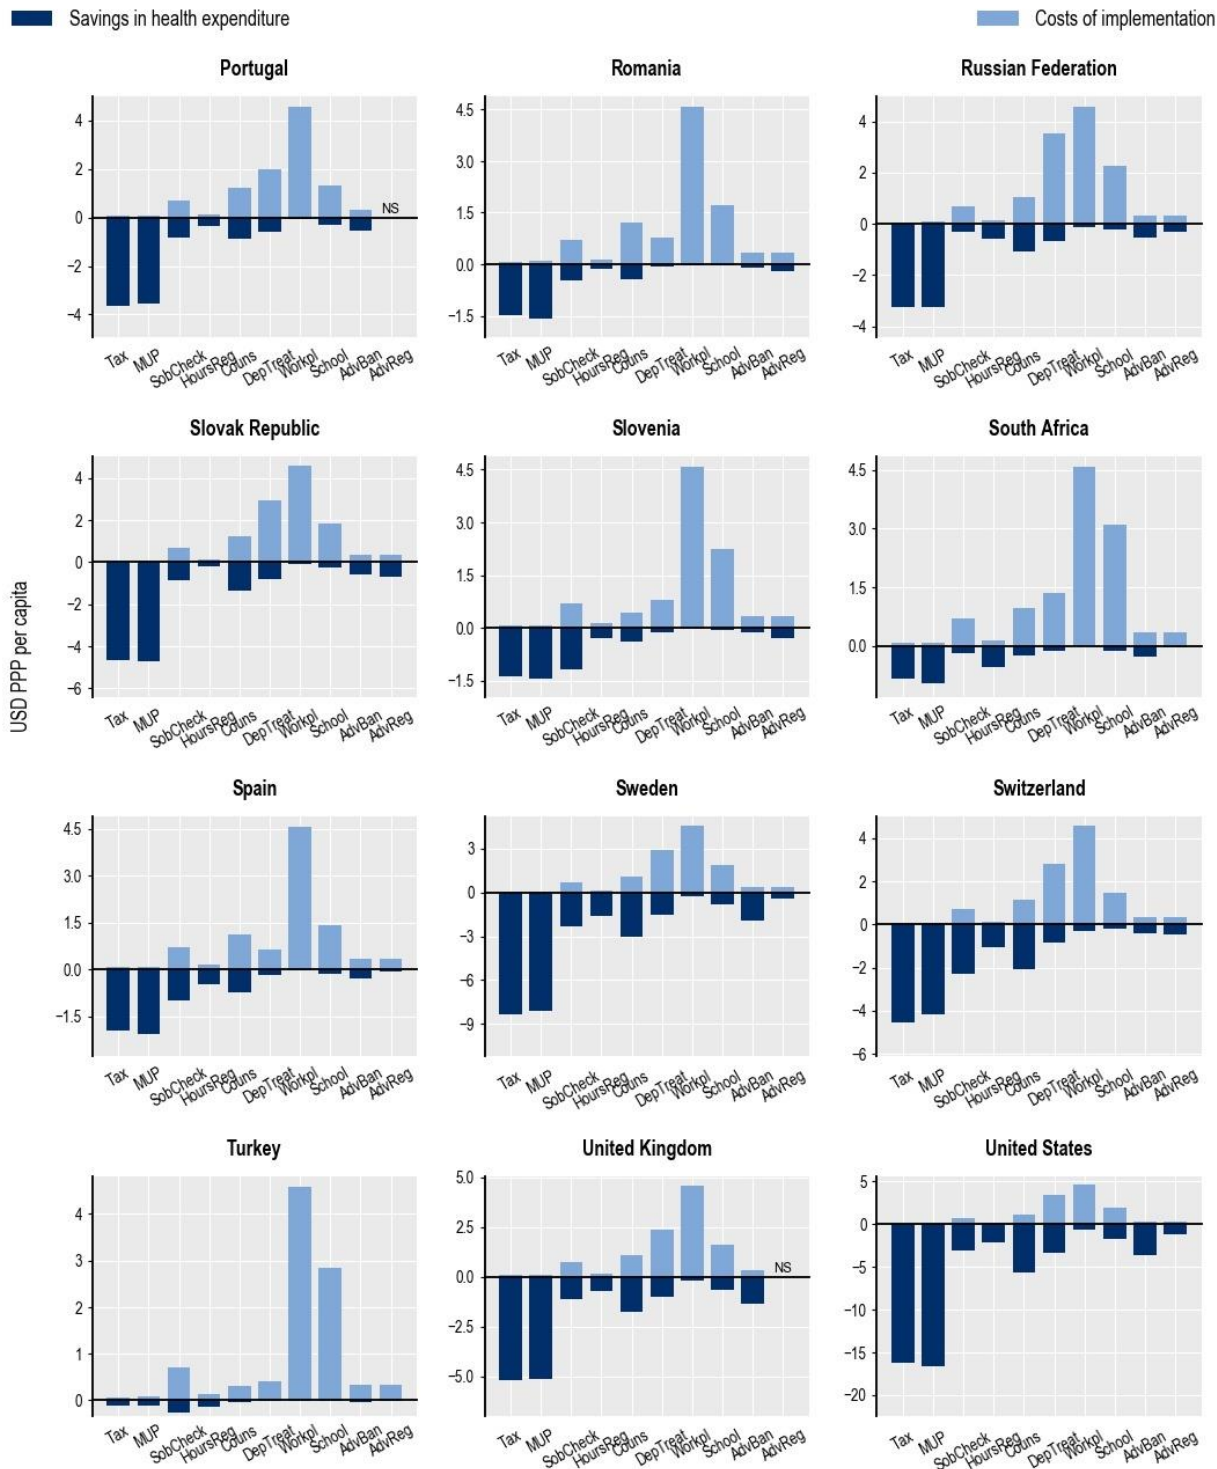 Savings in health expenditure
Costs of implementation
USD PPP per capita
Portugal
4
2
0
−2
−4
NS
Tax MUP SobCheck HoursReg Couns DepTreat Workpl School AdvBan AdvReg
Romania
4.5
3.0
1.5
0.0
−1.5
Tax MUP SobCheck HoursReg Couns DepTreat Workpl School AdvBan AdvReg
Russian Federation
4
2
0
−2
−4
Tax MUP SobCheck HoursReg Couns DepTreat Workpl School AdvBan AdvReg
Slovak Republic
4
2
0
−2
−4
−6
Tax MUP SobCheck HoursReg Couns DepTreat Workpl School AdvBan AdvReg
Slovenia
4.5
3.0
1.5
0.0
−1.5
Tax MUP SobCheck HoursReg Couns DepTreat Workpl School AdvBan AdvReg
South Africa
4.5
3.0
1.5
0.0
Tax MUP SobCheck HoursReg Couns DepTreat Workpl School AdvBan AdvReg
Spain
4.5
3.0
1.5
0.0
−1.5
Tax MUP SobCheck HoursReg Couns DepTreat Workpl School AdvBan AdvReg
Sweden
3
0
−3
−6
−9
Tax MUP SobCheck HoursReg Couns DepTreat Workpl School AdvBan AdvReg
Switzerland
4
2
0
−2
−4
−6
Tax MUP SobCheck HoursReg Couns DepTreat Workpl School AdvBan AdvReg
Turkey
4
3
2
1
0
Tax MUP SobCheck HoursReg Couns DepTreat Workpl School AdvBan AdvReg
United Kingdom
5.0
2.5
0.0
−2.5
−5.0
NS
Tax MUP SobCheck HoursReg Couns DepTreat Workpl School AdvBan AdvReg
United States
5
0
−5
−10
−15
−20
Tax MUP SobCheck HoursReg Couns DepTreat Workpl School AdvBan AdvReg